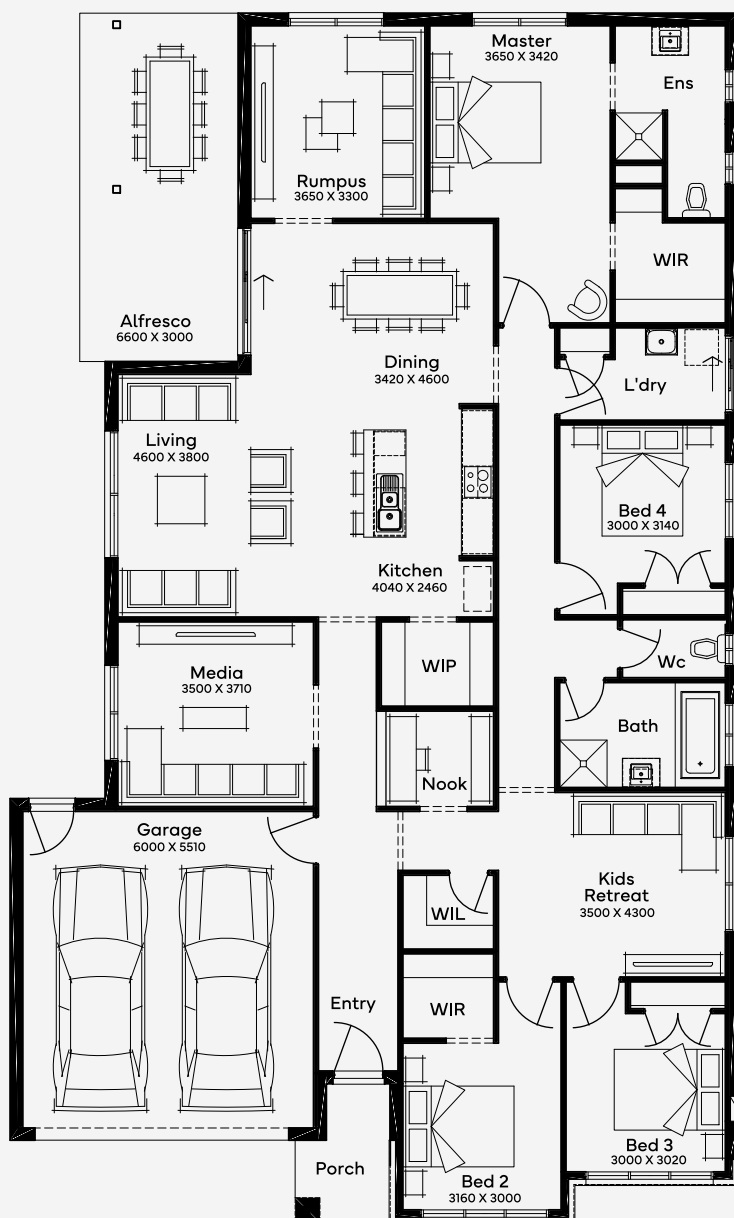 Master
3650 X 3420
Ens
Rumpus
3650 X 3300
WIR
Alfresco
6600 X 3000
Dining
3420 X 4600
L'dry
Living
4600 X 3800
Bed 4
3000 X 3140
Kitchen
4040 X 2460
WIP
Wc
Media
3500 X 3710
Bath
Nook
Garage
6000 X 5510
Kids
Retreat
3500 X 4300
WIL
Entry
WIR
Porch
Bed 2
3160 X 3000
Bed 3
3000 X 3020